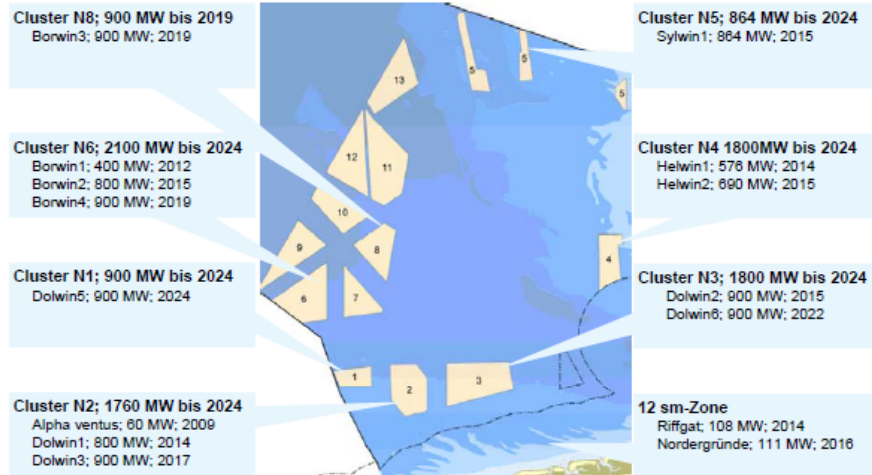 Cluster N8; 900 MW bis 2019
Borwin3; 900 MW; 2019
Cluster N6; 2100 MW bis 2024
Borwin1; 400 MW; 2012
Borwin2; 800 MW; 2015
Borwin4; 900 MW; 2019
Cluster N1; 900 MW bis 2024
Dolwin5; 900 MW; 2024
Cluster N2; 1760 MW bis 2024
Alpha ventus; 60 MW; 2009
Dolwin1; 800 MW; 2014
Dolwin3; 900 MW; 2017
5
5
5
13
12
11
10
9
8
6
7
4
1
2
3
Cluster N5; 864 MW bis 2024
Sylwin1; 864 MW; 2015
Cluster N4 1800MW bis 2024
Helwin1; 576 MW; 2014
Helwin2; 690 MW; 2015
Cluster N3; 1800 MW bis 2024
Dolwin2; 900 MW; 2015
Dolwin6; 900 MW; 2022
12 sm-Zone
Riffgat; 108 MW; 2014
Nordergründe; 111 MW; 2016